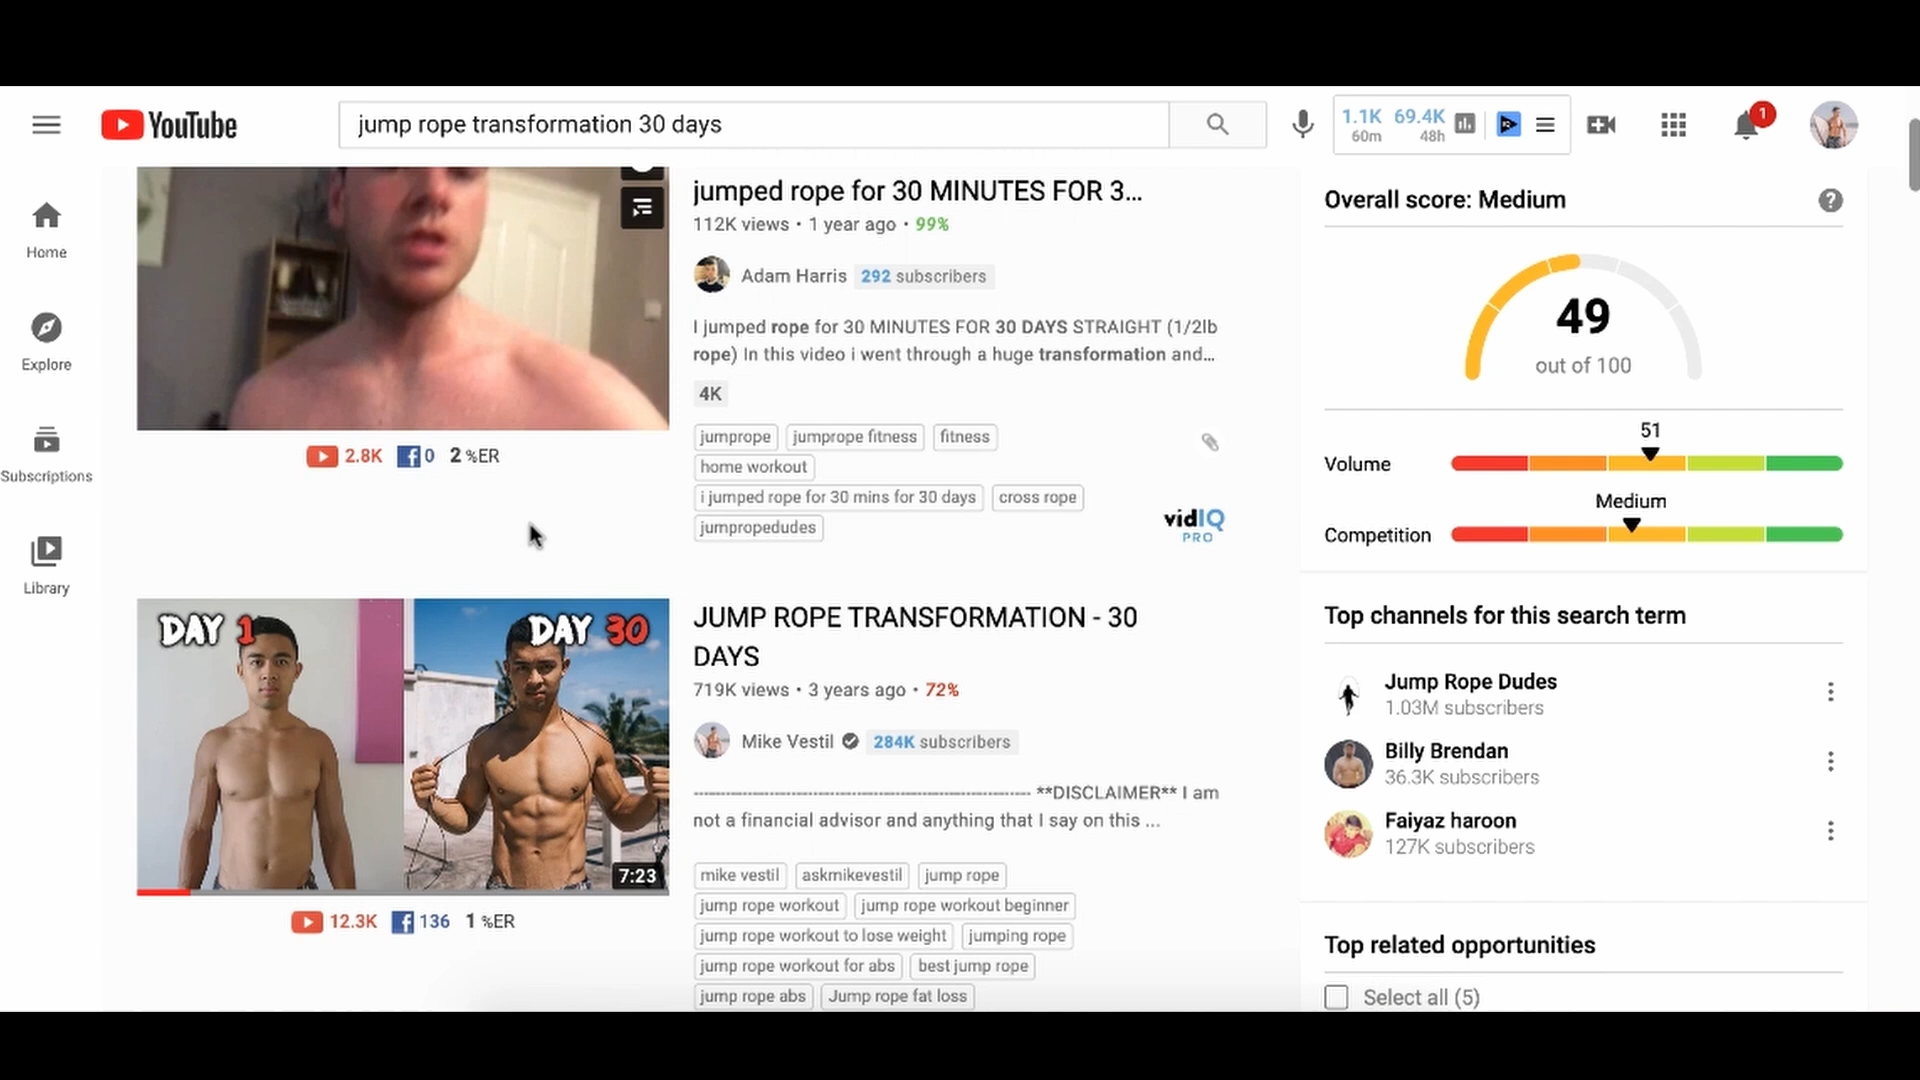 YouTube
jump rope transformation 30 days
1.1K 69.4K
60m 48h
1
Home
Explore
Subscriptions
Library
jumped rope for 30 MINUTES FOR 3...
112K views • 1 year ago • 99%
Adam Harris 292 subscribers
I jumped rope for 30 MINUTES FOR 30 DAYS STRAIGHT (1/2lb
rope) In this video i went through a huge transformation and...
4K
jumprope jumprope fitness fitness
home workout
i jumped rope for 30 mins for 30 days cross rope
jumpropedudes
vidIQ
PRO
2.8K 0 2 %ER
DAY 1 DAY 30
7:23
12.3K 136 1 %ER
JUMP ROPE TRANSFORMATION - 30
DAYS
719K views • 3 years ago • 72%
Mike Vestil 284K subscribers
---------------------------------------------------------------- **DISCLAIMER** I am
not a financial advisor and anything that I say on this ...
mike vestil askmikevestil jump rope
jump rope workout jump rope workout beginner
jump rope workout to lose weight jumping rope
jump rope workout for abs best jump rope
jump rope abs Jump rope fat loss
Overall score: Medium ?
49
out of 100
51
Volume
Medium
Competition
Top channels for this search term
Jump Rope Dudes
1.03M subscribers
Billy Brendan
36.3K subscribers
Faiyaz haroon
127K subscribers
Top related opportunities
Select all (5)